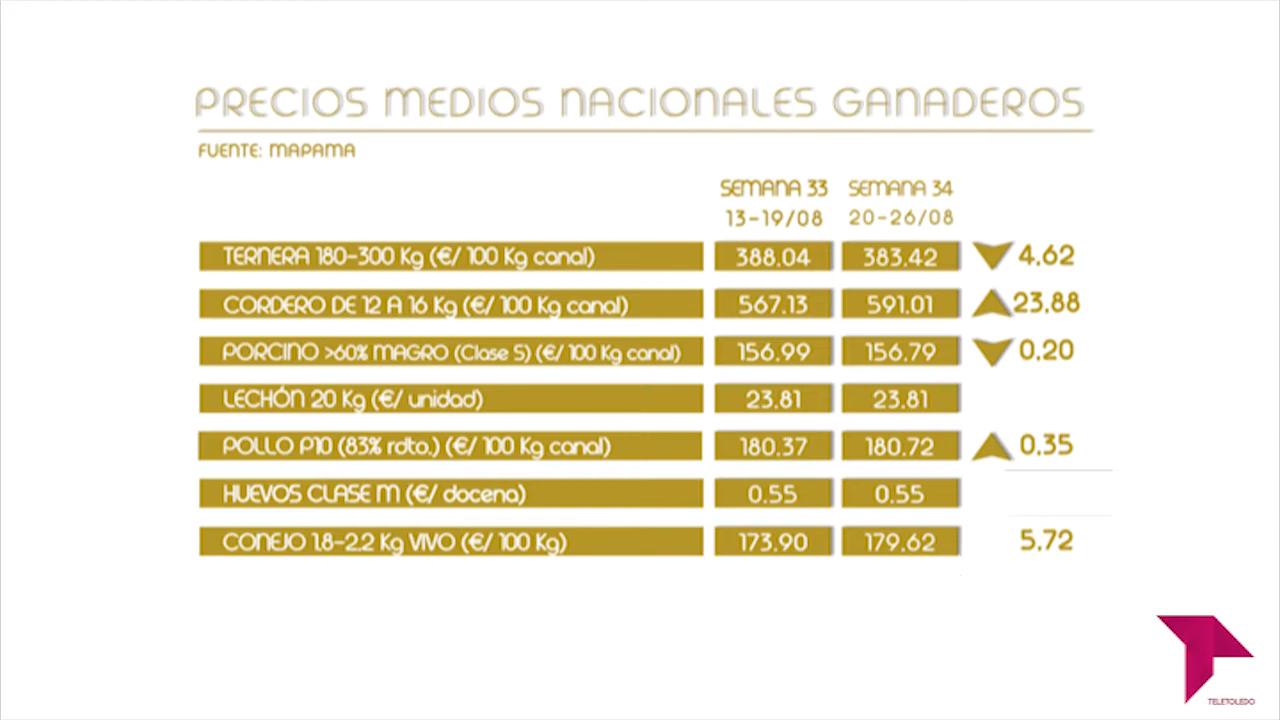 PRECIOS MEDIOS NACIONALES GANADEROS
FUENTE: MAPAMA
SEMANA 33 SEMANA 34
13-19/08 20-26/08
TERNERA 180-300 Kg (€/ 100 Kg canal) 388.04 383.42 4.62
CORDERO DE 12 A 16 Kg (€/ 100 Kg canal) 567.13 591.01 23.88
PORCINO >60% MAGRO (Clase S) (€/ 100 Kg canal) 156.99 156.79 0.20
LECHÓN 20 Kg (€/ unidad) 23.81 23.81
POLLO P10 (83% rdto.) (€/ 100 Kg canal) 180.37 180.72 0.35
HUEVOS CLASE M (€/ docena) 0.55 0.55
CONEJO 1.8-2.2 Kg VIVO (€/ 100 Kg) 173.90 179.62 5.72
TELETOLEDO